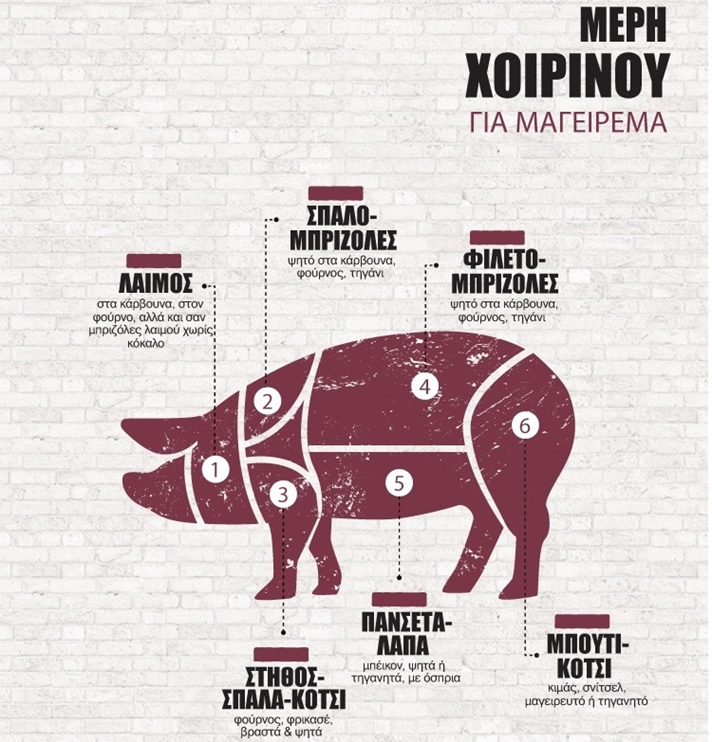 ΜΕΡΗ
ΧΟΙΡΙΝΟΥ
ΓΙΑ ΜΑΓΕΙΡΕΜΑ
ΣΠΑΛΟ-
ΜΠΡΙΖΟΛΕΣ
ψητό στα κάρβουνα,
φούρνος, τηγάνι
ΦΙΛΕΤΟ-
ΜΠΡΙΖΟΛΕΣ
ψητό στα κάρβουνα,
φούρνος, τηγάνι
ΛΑΙΜΟΣ
στα κάρβουνα, στον
φούρνο, αλλά και σαν
μπριζόλες λαιμού χωρίς
κόκαλο
1
2
3
4
5
6
ΠΑΝΣΕΤΑ-
ΛΑΠΑ
μπέικον, ψητά ή
τηγανητά, με όσπρια
ΜΠΟΥΤΙ-
ΚΟΤΣΙ
κιμάς, σνίτσελ,
μαγειρευτό ή τηγανητό
ΣΤΗΘΟΣ-
ΣΠΑΛΑ-ΚΟΤΣΙ
φούρνος, φρικασέ,
βραστά & ψητά